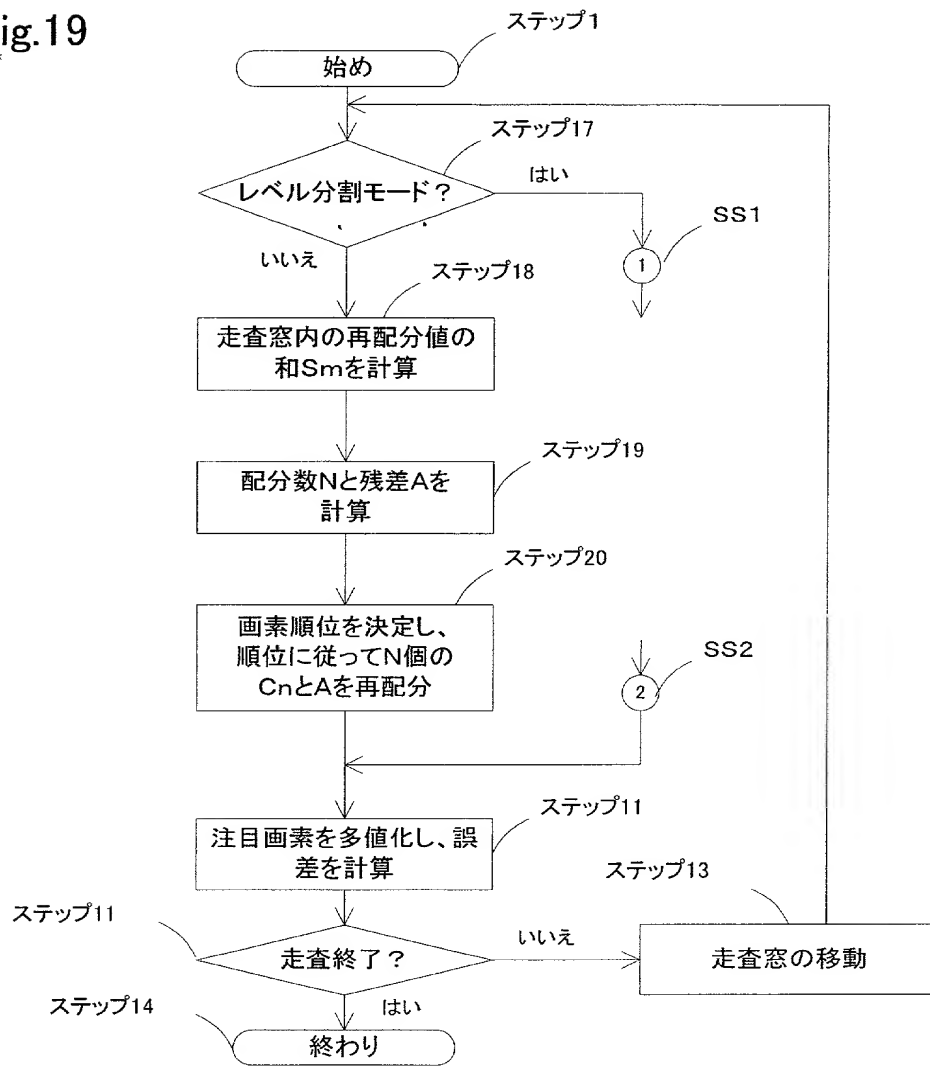 ig.19
ステップ1
始め
ステップ17
レベル分割モード？
はい
SS1
1
いいえ
ステップ18
走査窓内の再配分値の
和Smを計算
ステップ19
配分数Nと残差Aを
計算
ステップ20
画素順位を決定し、
順位に従ってN個の
CnとAを再配分
SS2
2
ステップ11
注目画素を多値化し、誤
差を計算
ステップ13
ステップ11
走査終了？
いいえ
走査窓の移動
はい
ステップ14
終わり